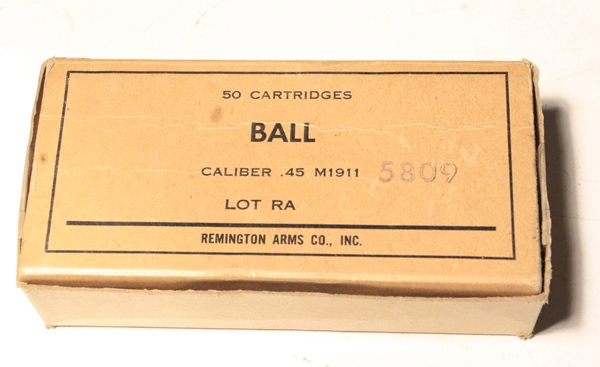 50 CARTRIDGES
BALL
CALIBER .45 M1911 5809
LOT RA
REMINGTON ARMS CO., INC.